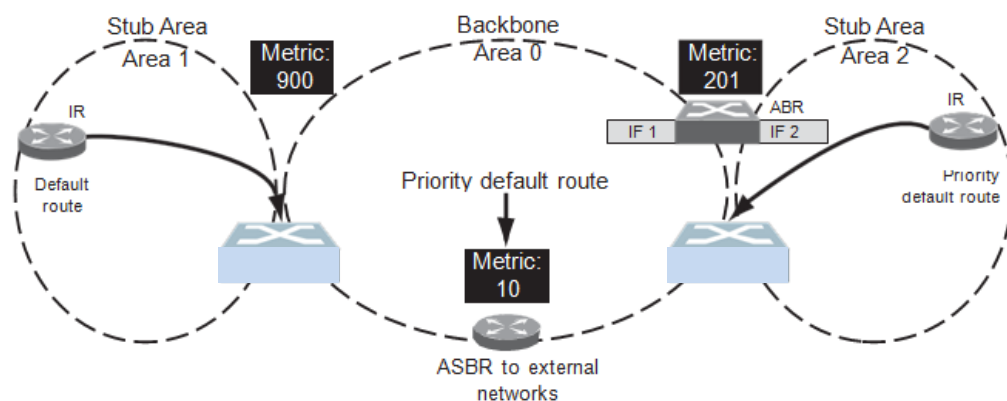 Stub Area
Area 1
Backbone
Area 0
Stub Area
Area 2
Metric:
900
Metric:
201
IR
ABR
IR
IF 1
IF 2
Default
route
Priority default route
Priority
default route
Metric:
10
ASBR to external
networks